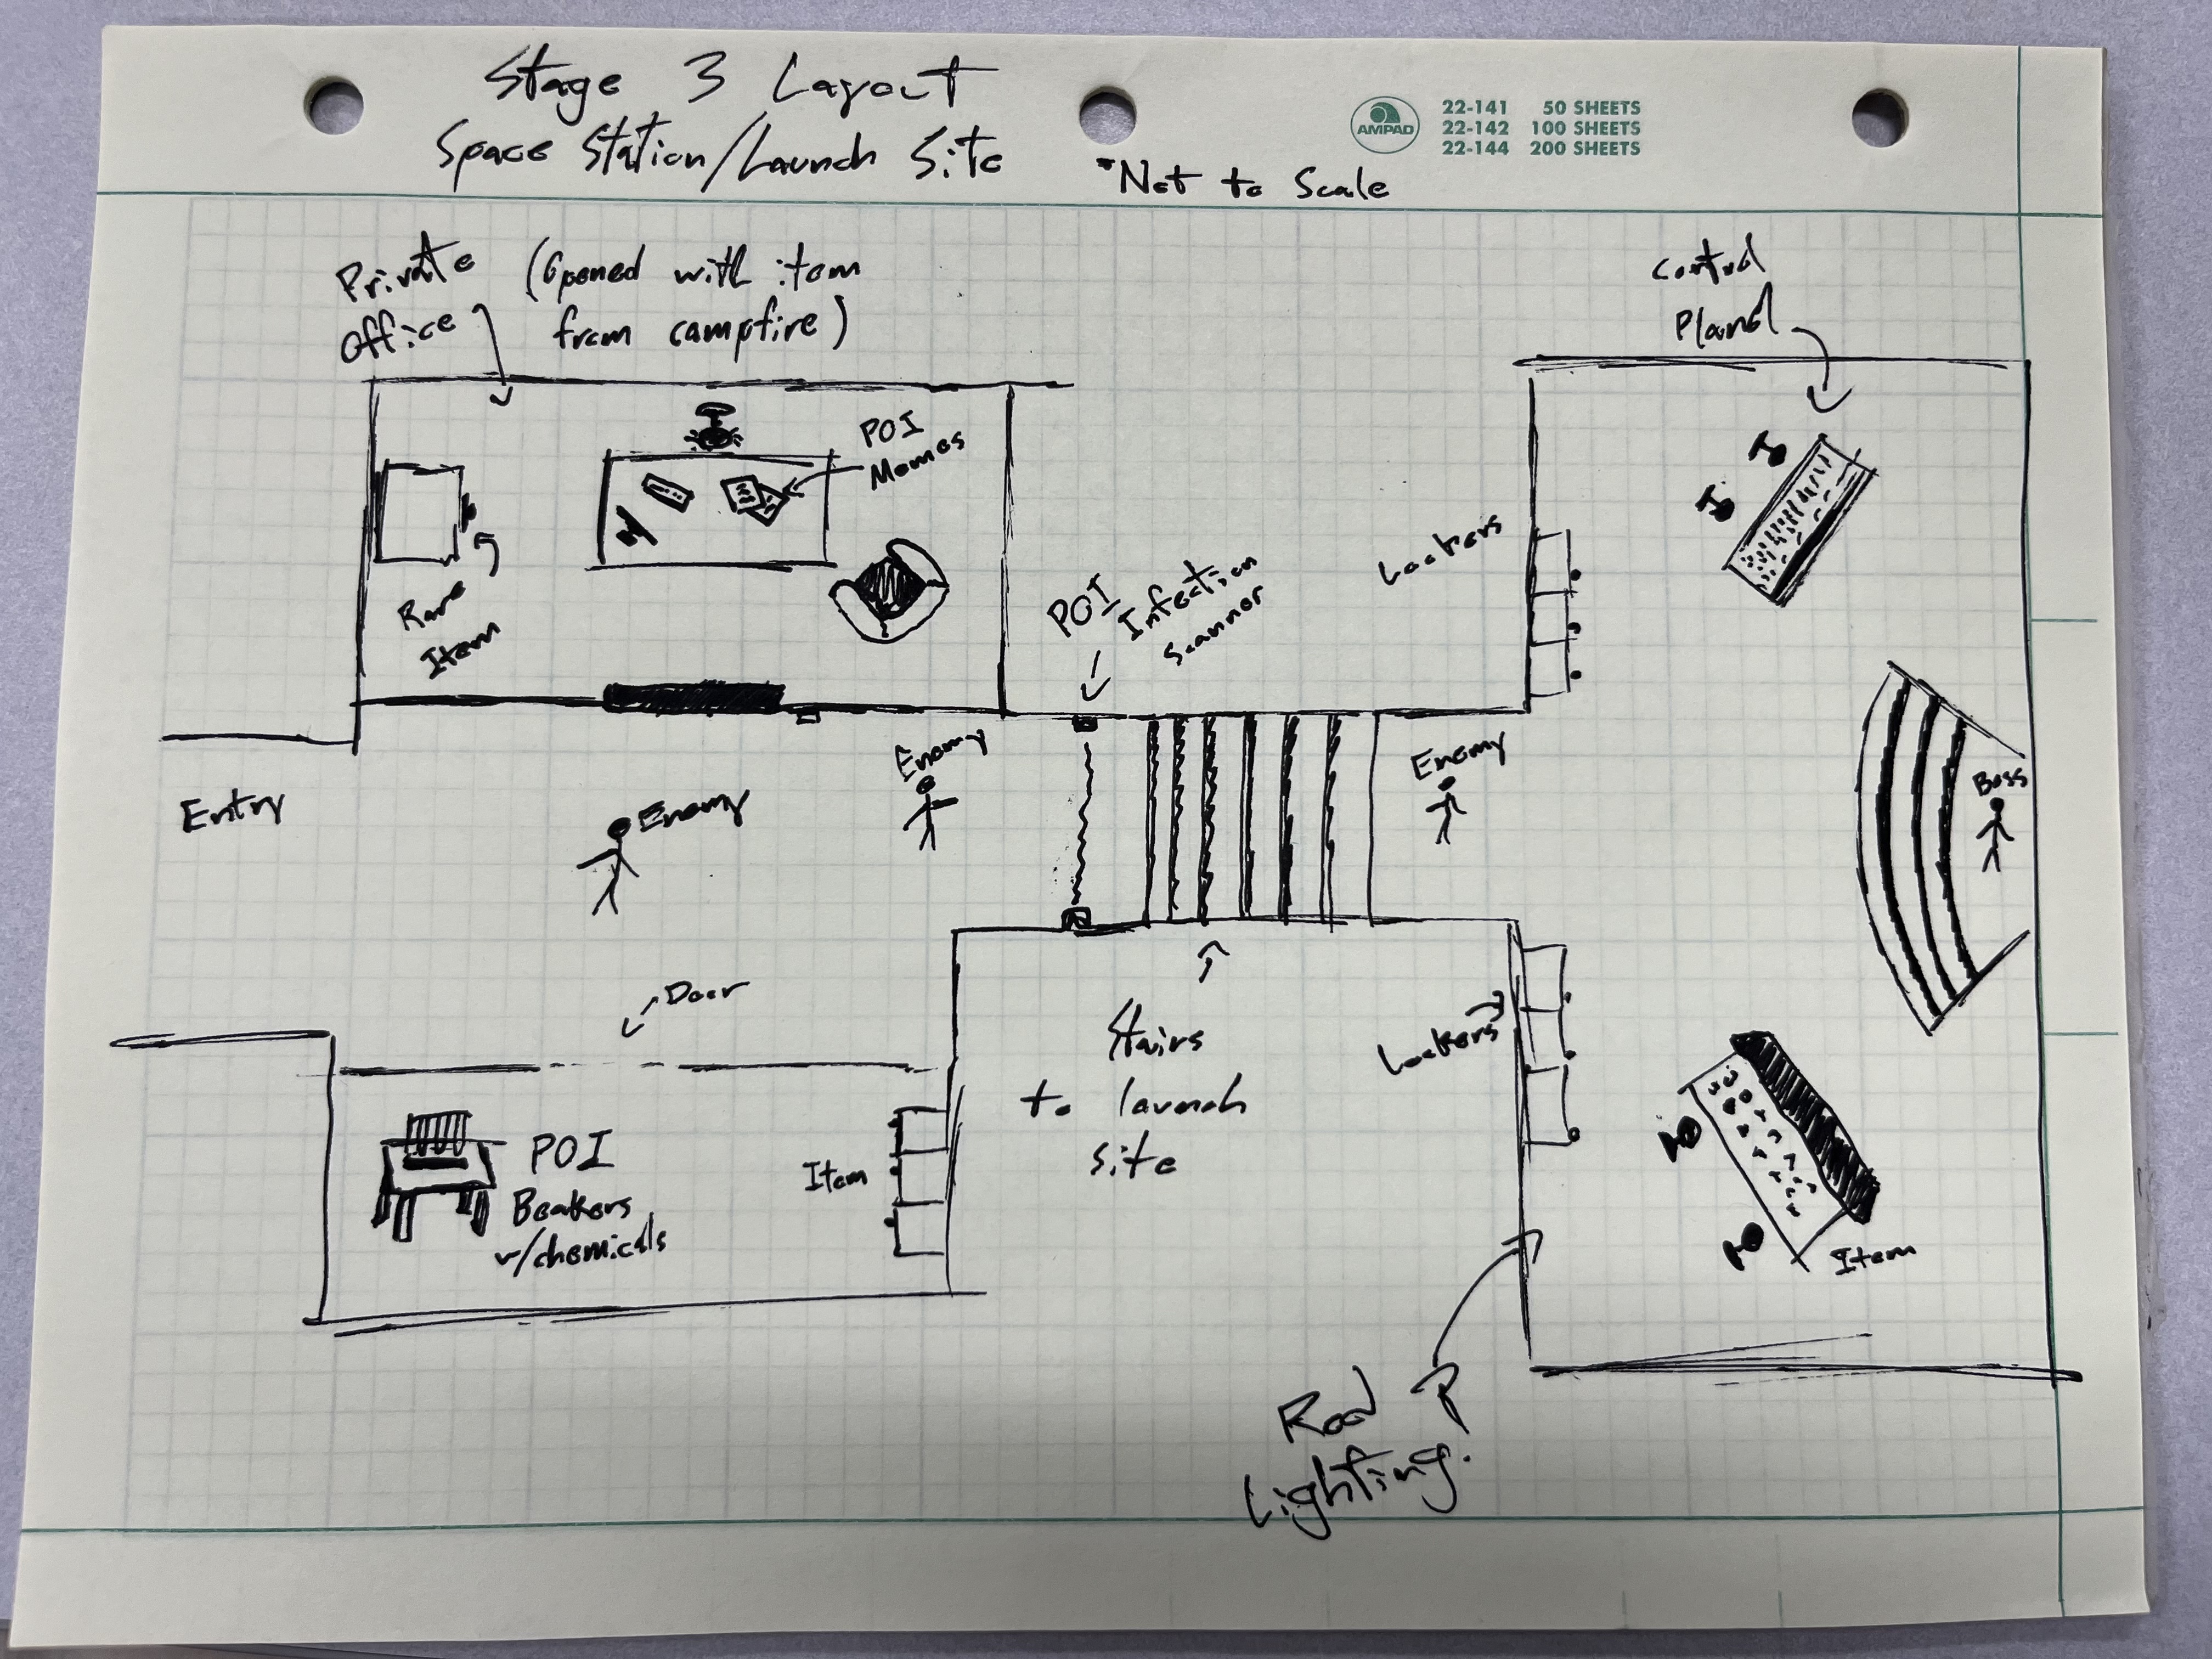 Stage 3 Layout
Space Station/Launch Site
*Not to Scale
AMPAD
22-141 50 SHEETS
22-142 100 SHEETS
22-144 200 SHEETS
Private
Office
(Opened with item
from campfire)
Control
Planel
POI
Memos
Rare
Item
POI
Infection
Scanner
Lockers
Entry
Enemy
Enemy
Enemy
Boss
Door
Stairs
to launch
site
Lockers
POI
Beakers
w/chemicals
Item
Item
Red
Lighting.